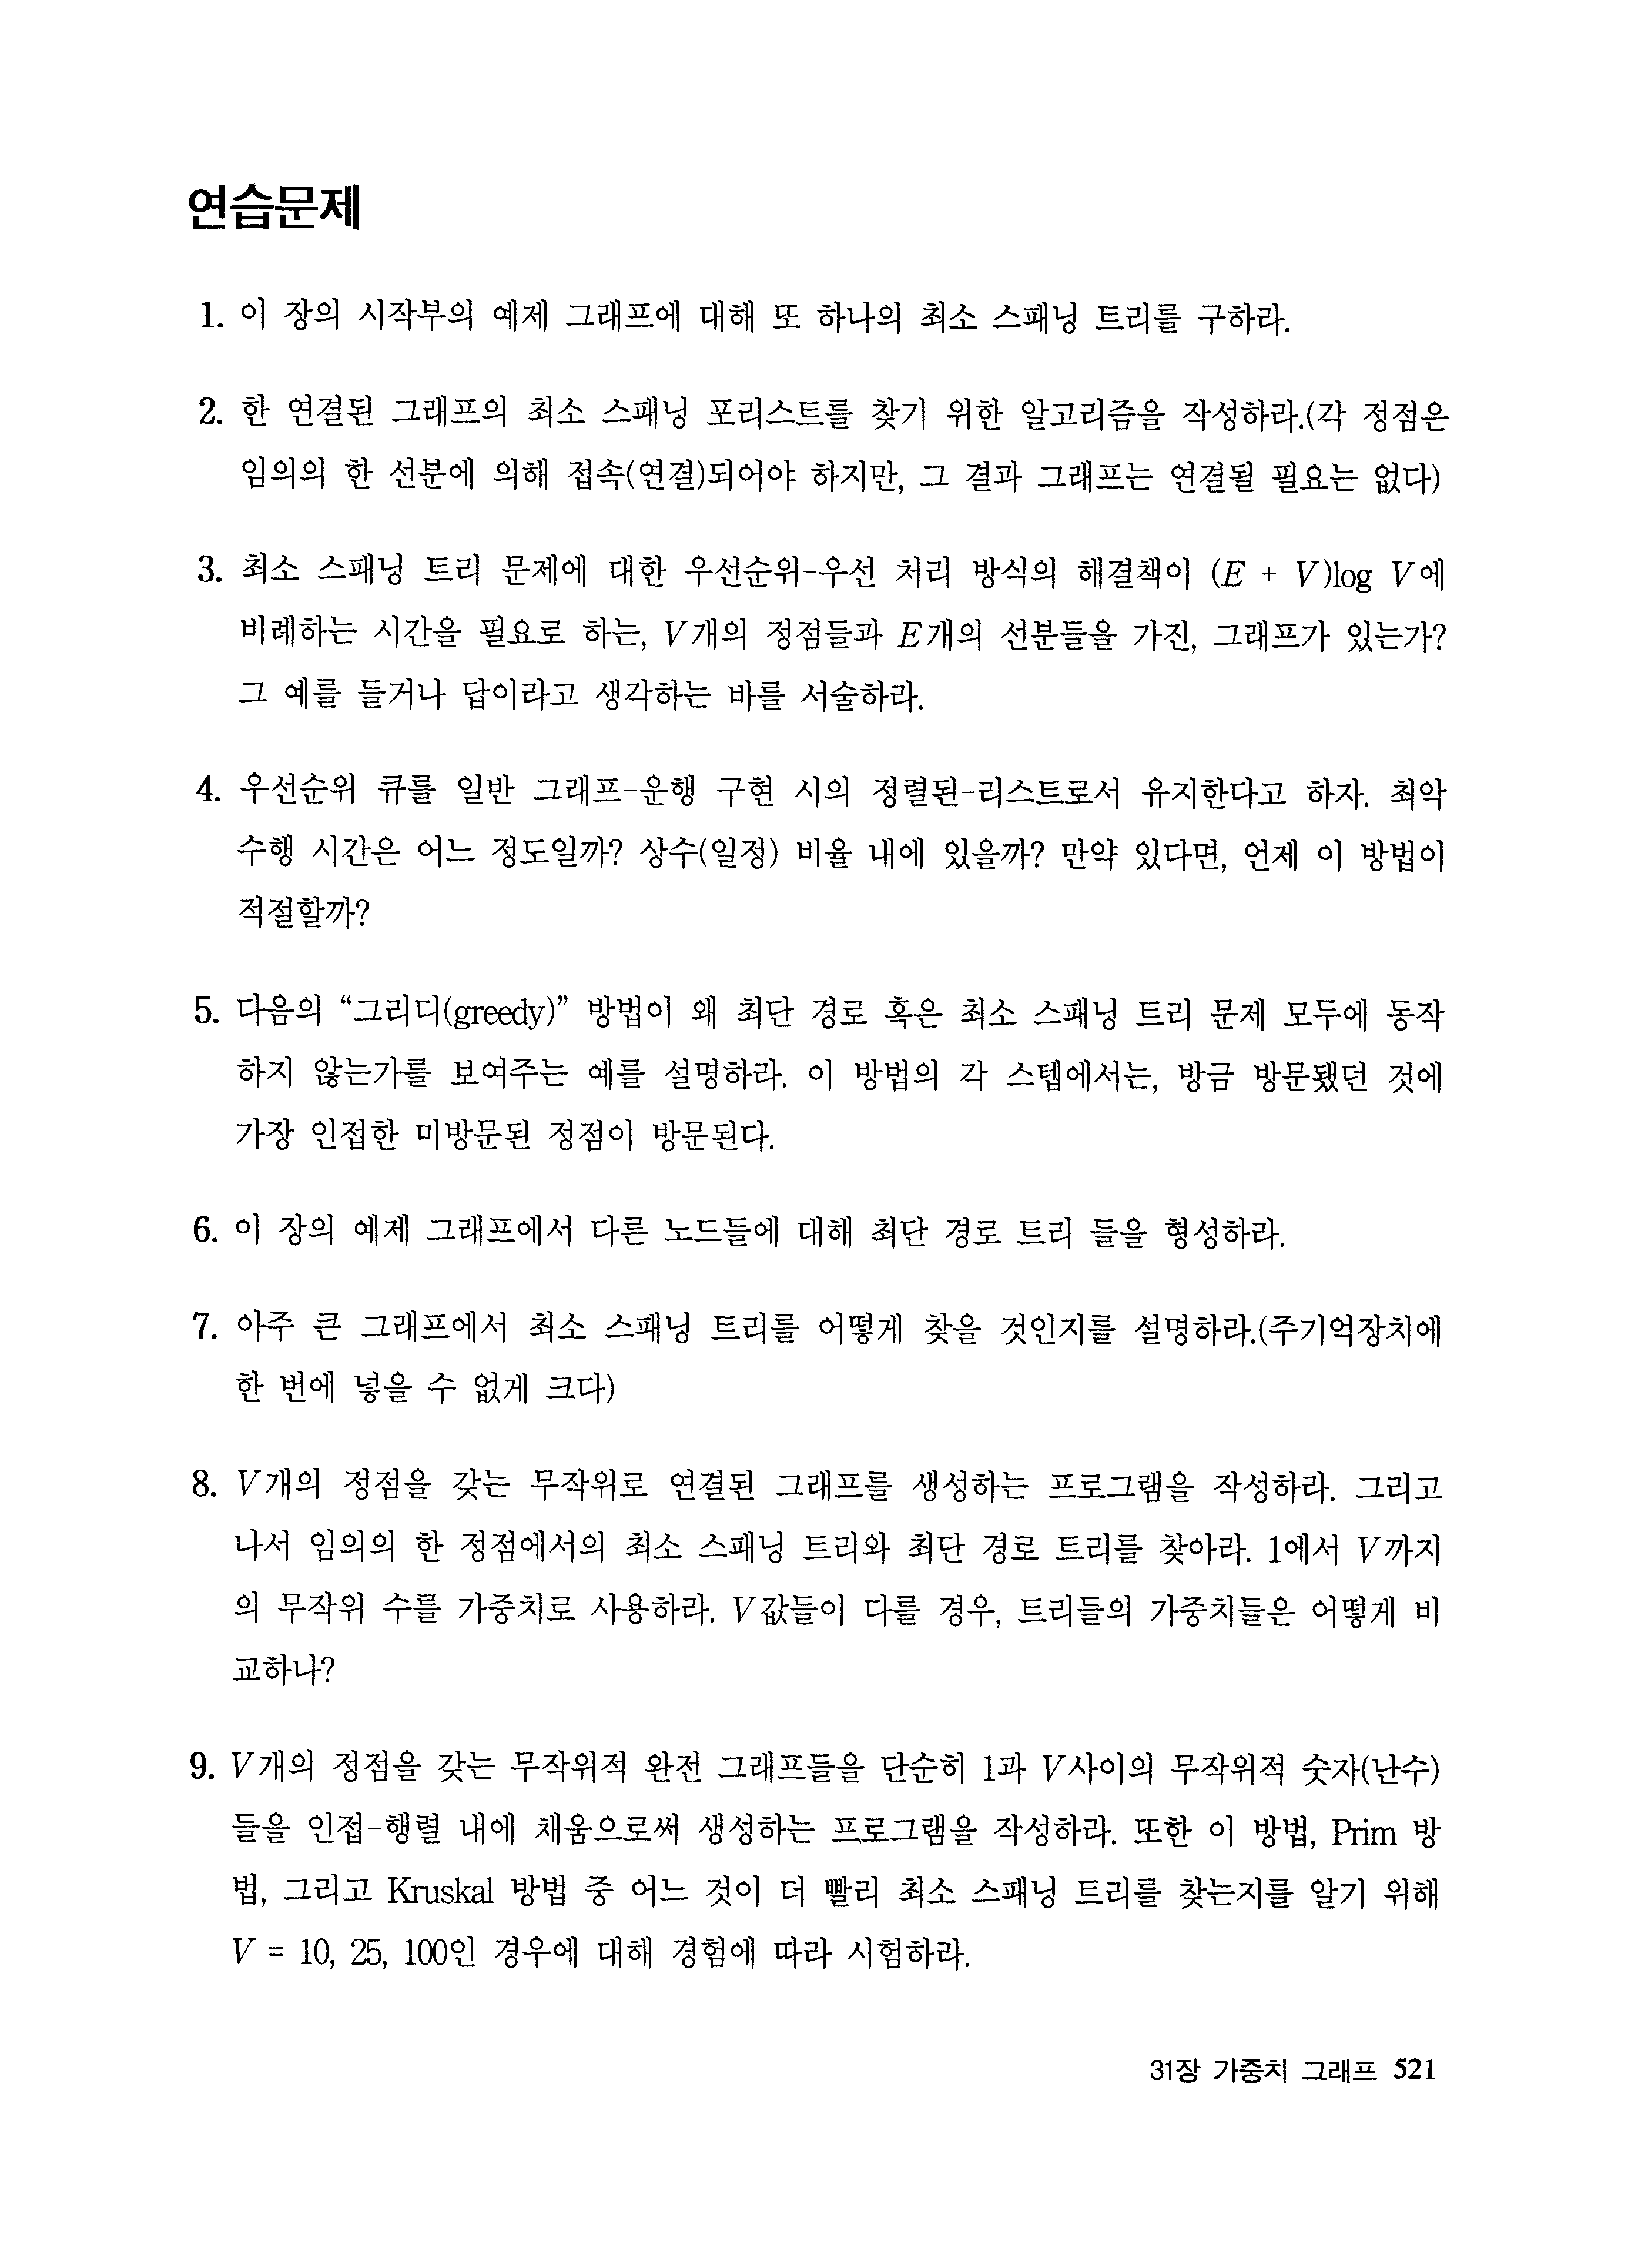 연습문제
1. 이 장의 시작부의 예제 그래프에 대해 또 하나의 최소 스패닝 트리를 구하라.
2. 한 연결된 그래프의 최소 스패닝 포리스트를 찾기 위한 알고리즘을 작성하라.(각 정점은
임의의 한 선분에 의해 접속(연결)되어야 하지만, 그 결과 그래프는 연결될 필요는 없다)
3. 최소 스패닝 트리 문제에 대한 우선순위-우선 처리 방식의 해결책이 (E + V)log V에
비례하는 시간을 필요로 하는, V개의 정점들과 E개의 선분들을 가진, 그래프가 있는가?
그 예를 들거나 답이라고 생각하는 바를 서술하라.
4. 우선순위 큐를 일반 그래프-운행 구현 시의 정렬된-리스트로서 유지한다고 하자. 최악
수행 시간은 어느 정도일까? 상수(일정) 비율 내에 있을까? 만약 있다면, 언제 이 방법이
적절할까?
5. 다음의 “그리디(greedy)” 방법이 왜 최단 경로 혹은 최소 스패닝 트리 문제 모두에 동작
하지 않는가를 보여주는 예를 설명하라. 이 방법의 각 스텝에서는, 방금 방문됐던 것에
가장 인접한 미방문된 정점이 방문된다.
6. 이 장의 예제 그래프에서 다른 노드들에 대해 최단 경로 트리 들을 형성하라.
7. 아주 큰 그래프에서 최소 스패닝 트리를 어떻게 찾을 것인지를 설명하라.(주기억장치에
한 번에 넣을 수 없게 크다)
8. V개의 정점을 갖는 무작위로 연결된 그래프를 생성하는 프로그램을 작성하라. 그리고
나서 임의의 한 정점에서의 최소 스패닝 트리와 최단 경로 트리를 찾아라. 1에서 V까지
의 무작위 수를 가중치로 사용하라. V값들이 다를 경우, 트리들의 가중치들은 어떻게 비
교하나?
9. V개의 정점을 갖는 무작위적 완전 그래프들을 단순히 1과 V사이의 무작위적 숫자(난수)
들을 인접-행렬 내에 채움으로써 생성하는 프로그램을 작성하라. 또한 이 방법, Prim 방
법, 그리고 Kruskal 방법 중 어느 것이 더 빨리 최소 스패닝 트리를 찾는지를 알기 위해
V = 10, 25, 100인 경우에 대해 경험에 따라 시험하라.
31장 가중치 그래프 521